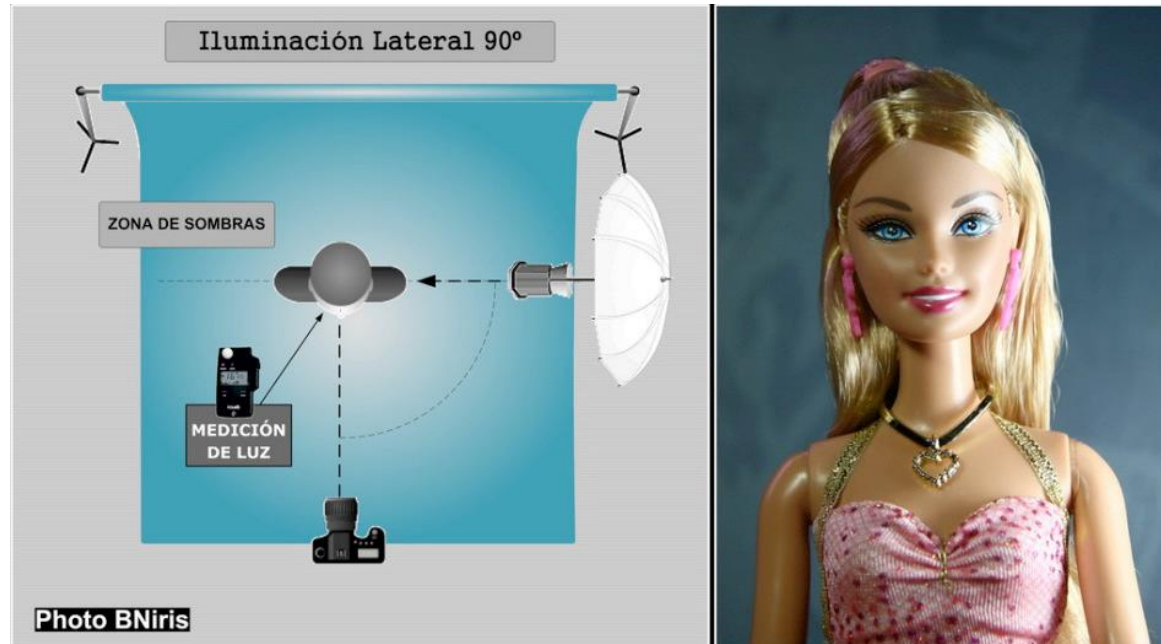 Iluminación Lateral 90º
ZONA DE SOMBRAS
MEDICIÓN
DE LUZ
Photo BNiris